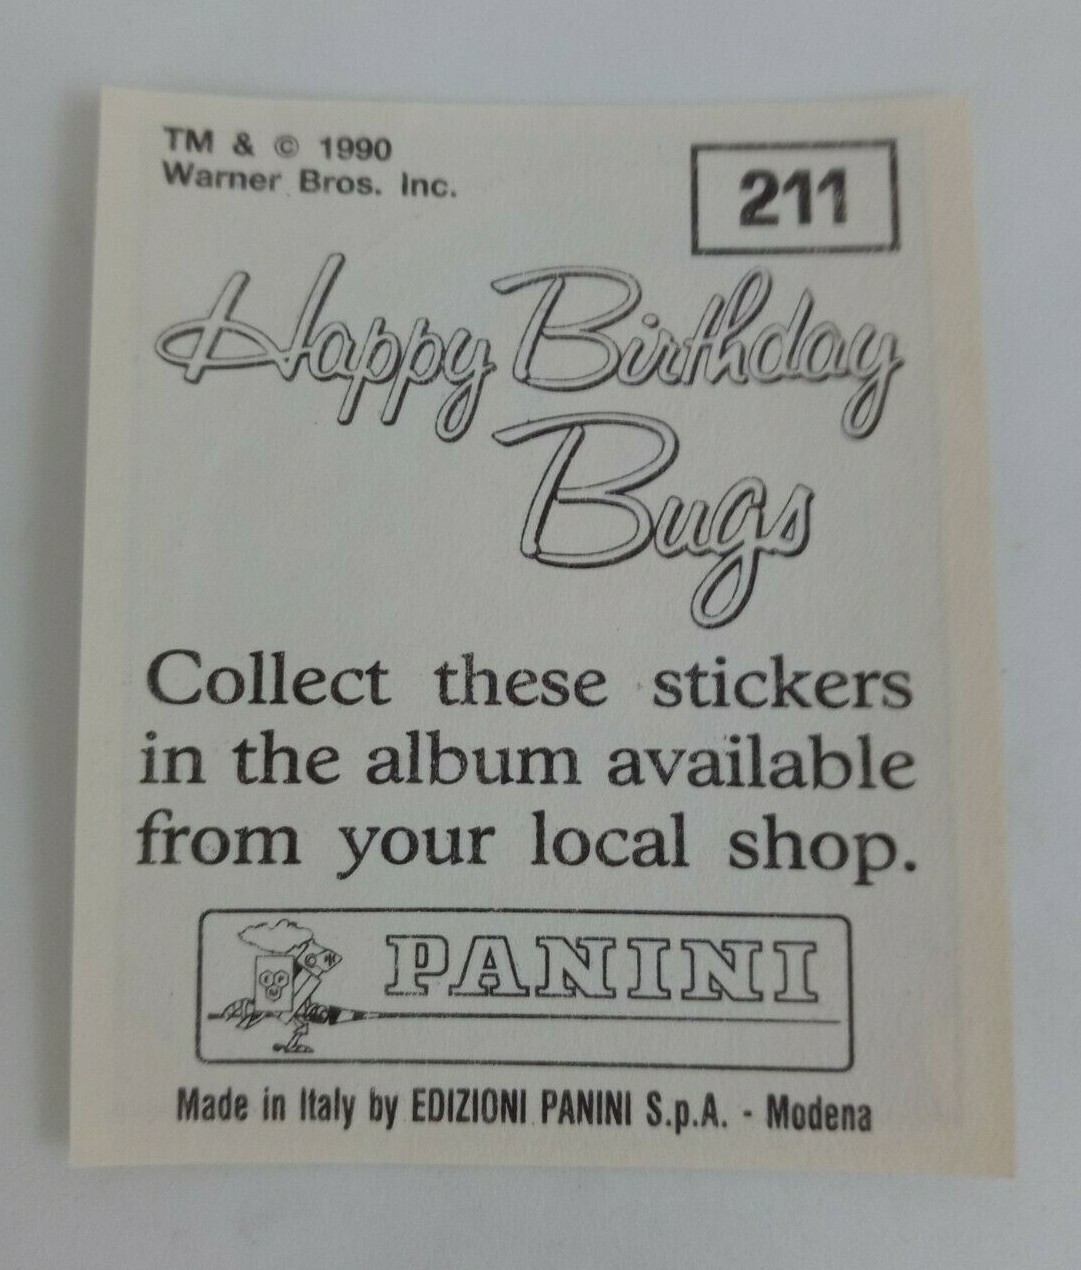 TM & © 1990
Warner Bros. Inc.
211
Happy Birthday
Bugs
Collect these stickers
in the album available
from your local shop.
PANINI
Made in Italy by EDIZIONI PANINI S.p.A. - Modena